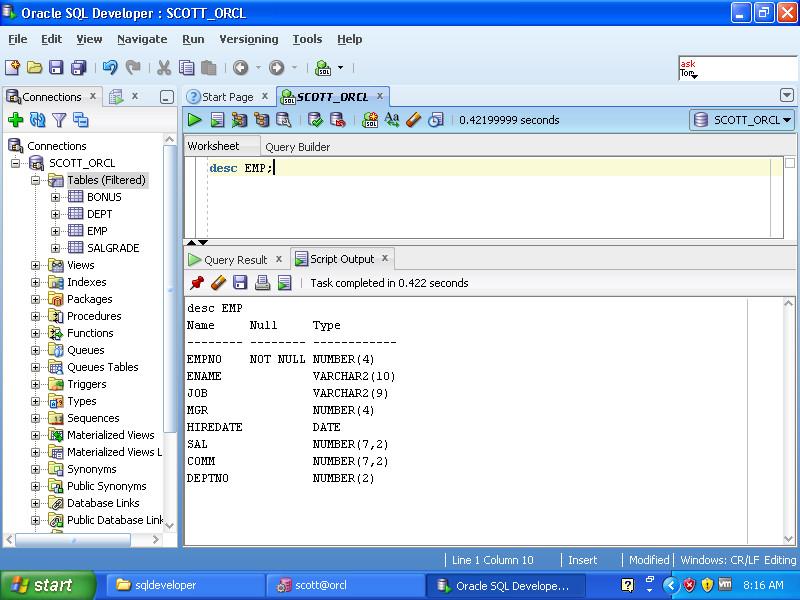 Oracle SQL Developer : SCOTT_ORCL
File Edit View Navigate Run Versioning Tools Help
ask
Tom
Connections
Start Page
SCOTT_ORCL
0.42199999 seconds
SCOTT_ORCL
Connections
SCOTT_ORCL
Tables (Filtered)
BONUS
DEPT
EMP
SALGRADE
Views
Indexes
Packages
Procedures
Functions
Queues
Queues Tables
Triggers
Types
Sequences
Materialized Views
Materialized Views L
Synonyms
Public Synonyms
Database Links
Public Database Link
Worksheet Query Builder
desc EMP;
Query Result Script Output
Task completed in 0.422 seconds
desc EMP
Name Null Type
-------- -------- ------------
EMPNO NOT NULL NUMBER(4)
ENAME VARCHAR2(10)
JOB VARCHAR2(9)
MGR NUMBER(4)
HIREDATE DATE
SAL NUMBER(7,2)
COMM NUMBER(7,2)
DEPTNO NUMBER(2)
Line 1 Column 10 Insert Modified Windows: CR/LF Editing
start sqldeveloper scott@orcl Oracle SQL Develope... 8:16 AM